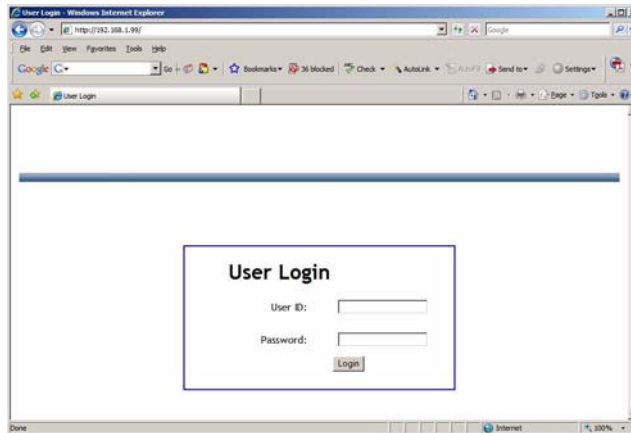 User Login - Windows Internet Explorer
http://192.168.1.99/
Google
File Edit View Favorites Tools Help
Google G Go Bookmarks 36 blocked Check AutoLink Send to Settings
User Login
Page Tools
User Login
User ID:
Password:
Login
Done
Internet
100%